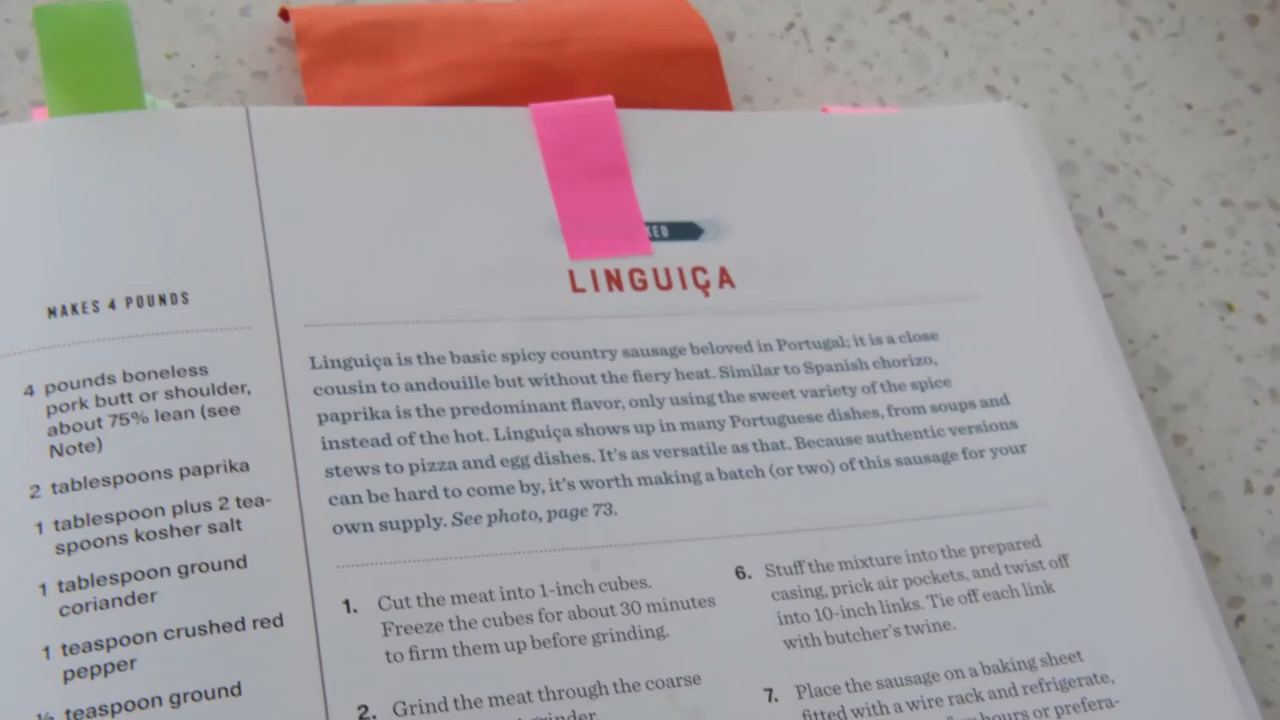 MAKES 4 POUNDS
4 pounds boneless
pork butt or shoulder,
about 75% lean (see
Note)
2 tablespoons paprika
1 tablespoon plus 2 tea-
spoons kosher salt
1 tablespoon ground
coriander
1 teaspoon crushed red
pepper
teaspoon ground
LINGUIÇA
Linguiça is the basic spicy country sausage beloved in Portugal; it is a close
cousin to andouille but without the fiery heat. Similar to Spanish chorizo,
paprika is the predominant flavor, only using the sweet variety of the spice
instead of the hot. Linguiça shows up in many Portuguese dishes, from soups and
stews to pizza and egg dishes. It's as versatile as that. Because authentic versions
can be hard to come by, it's worth making a batch (or two) of this sausage for your
own supply. See photo, page 73.
1. Cut the meat into 1-inch cubes.
Freeze the cubes for about 30 minutes
to firm them up before grinding.
2. Grind the meat through the coarse
grinder.
6. Stuff the mixture into the prepared
casing, prick air pockets, and twist off
into 10-inch links. Tie off each link
with butcher's twine.
7. Place the sausage on a baking sheet
fitted with a wire rack and refrigerate,
hours or prefera-